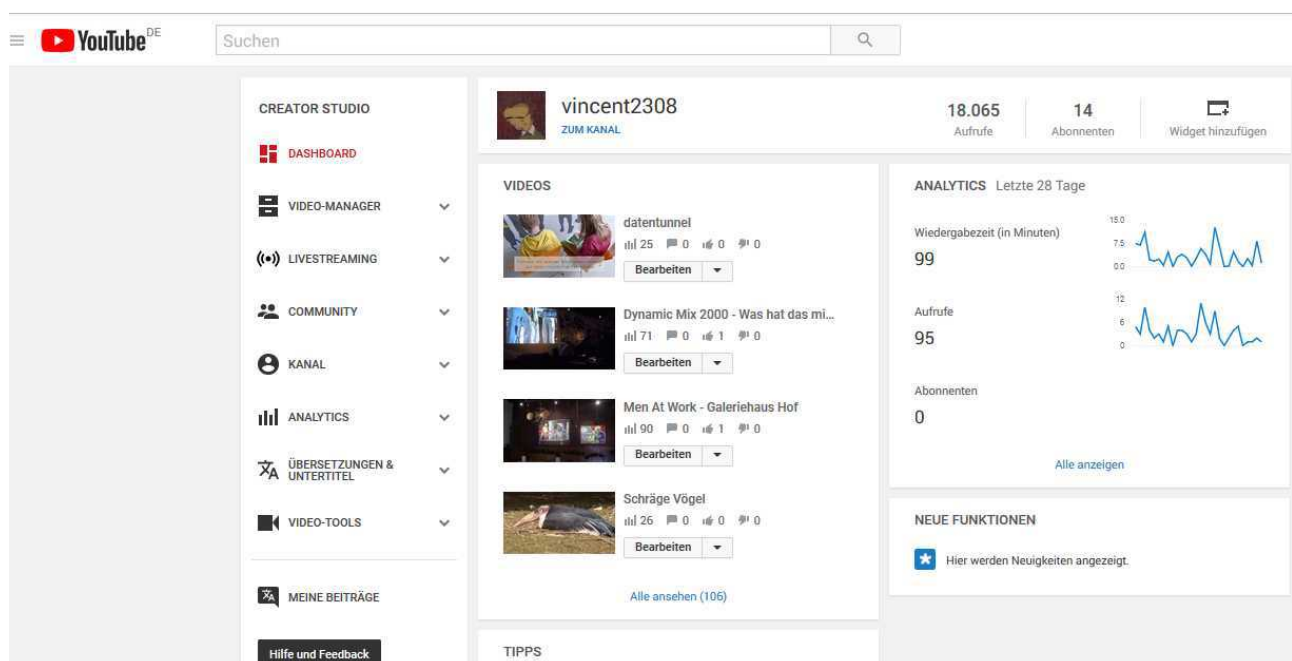 YouTube DE
Suchen
CREATOR STUDIO
DASHBOARD
VIDEO-MANAGER
LIVESTREAMING
COMMUNITY
KANAL
ANALYTICS
ÜBERSETZUNGEN &
UNTERTITEL
VIDEO-TOOLS
MEINE BEITRÄGE
Hilfe und Feedback
vincent2308
ZUM KANAL
18.065
Aufrufe
14
Abonnenten
Widget hinzufügen
VIDEOS
datentunnel
25 0 0 0
Bearbeiten
Dynamic Mix 2000 - Was hat das mi...
71 0 1 0
Bearbeiten
Men At Work - Galeriehaus Hof
90 0 1 0
Bearbeiten
Schräge Vögel
26 0 0 0
Bearbeiten
Alle ansehen (106)
TIPPS
ANALYTICS Letzte 28 Tage
Wiedergabezeit (in Minuten)
99
15.0
7.5
0.0
Aufrufe
95
12
6
0
Abonnenten
0
Alle anzeigen
NEUE FUNKTIONEN
Hier werden Neuigkeiten angezeigt.